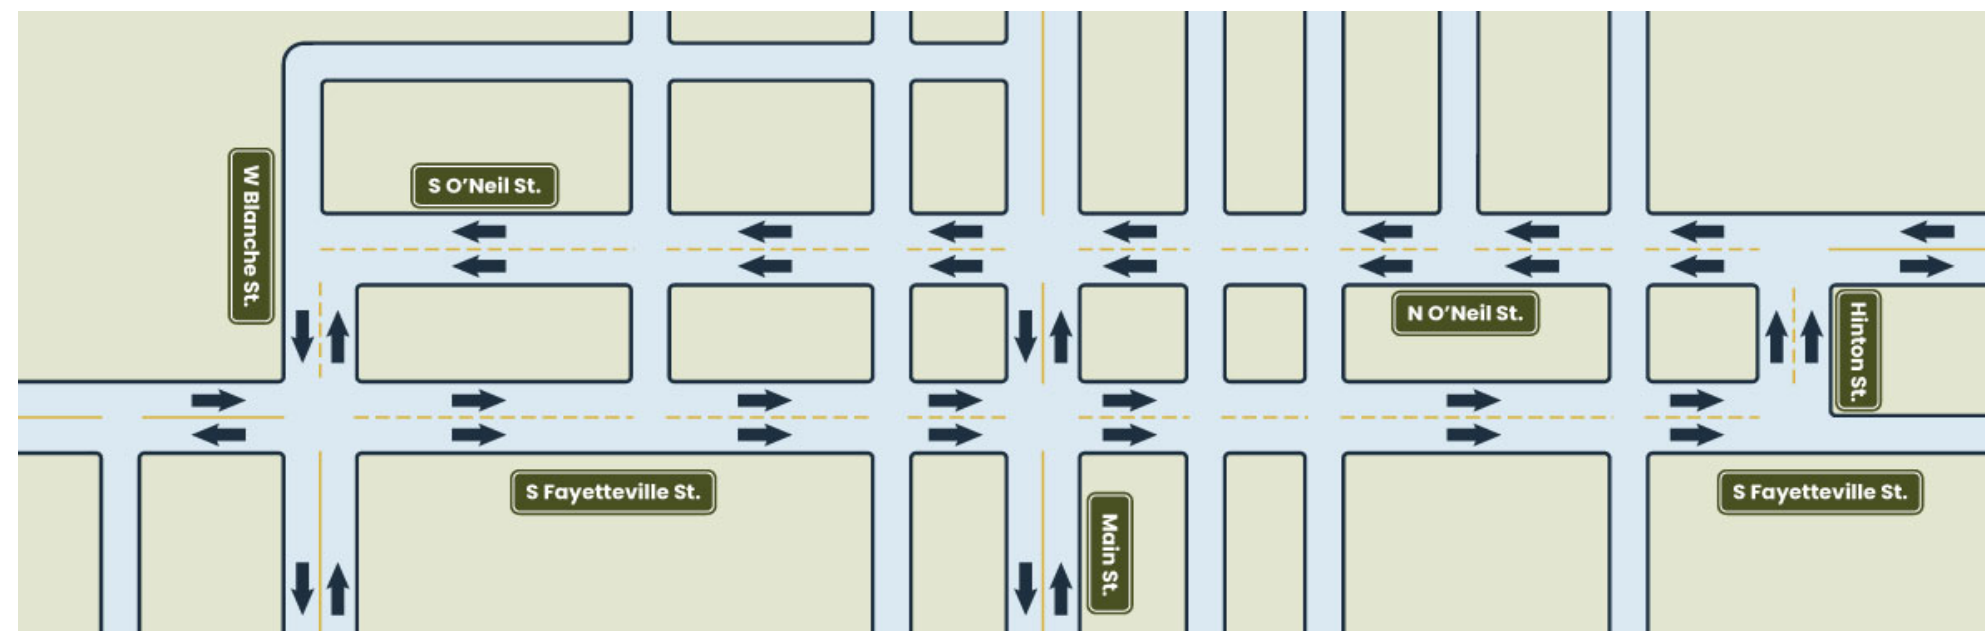 W Blanche St.
S O’Neil St.
N O’Neil St.
Hinton St.
S Fayetteville St.
Main St.
S Fayetteville St.